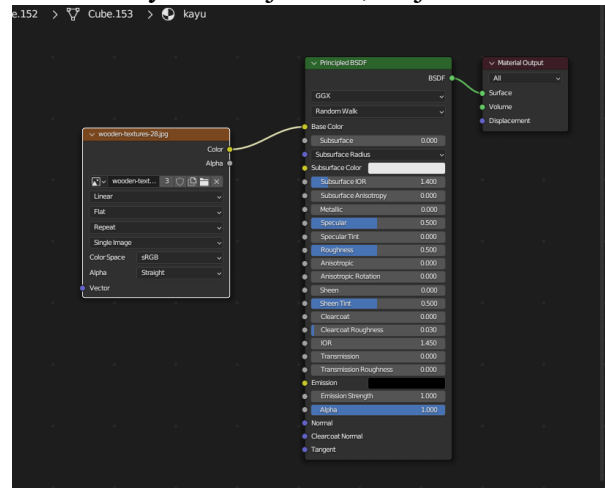 e.152 > Cube.153 > kayu
wooden-textures-28.jpg
Color
Alpha
wooden-text... 3
Linear
Flat
Repeat
Single Image
Color Space sRGB
Alpha Straight
Vector
Principled BSDF
BSDF
GGX
Random Walk
Base Color
Subsurface 0.000
Subsurface Radius
Subsurface Color
Subsurface IOR 1.400
Subsurface Anisotropy 0.000
Metallic 0.000
Specular 0.500
Specular Tint 0.000
Roughness 0.500
Anisotropic 0.000
Anisotropic Rotation 0.000
Sheen 0.000
Sheen Tint 0.500
Clearcoat 0.000
Clearcoat Roughness 0.030
IOR 1.450
Transmission 0.000
Transmission Roughness 0.000
Emission
Emission Strength 1.000
Alpha 1.000
Normal
Clearcoat Normal
Tangent
Material Output
All
Surface
Volume
Displacement